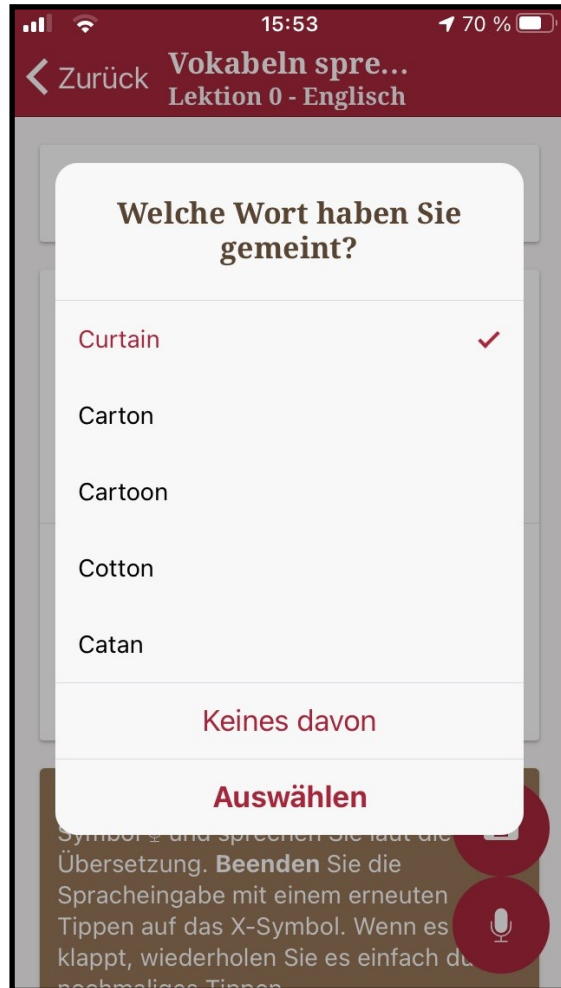 15:53
70 %
Zurück
Vokabeln spre...
Lektion 0 - Englisch
Welche Wort haben Sie
gemeint?
Curtain
Carton
Cartoon
Cotton
Catan
Keines davon
Auswählen
Symbol und sprechen Sie laut die
Übersetzung. Beenden Sie die
Spracheingabe mit einem erneuten
Tippen auf das X-Symbol. Wenn es
klappt, wiederholen Sie es einfach
nochmaliges Tippen